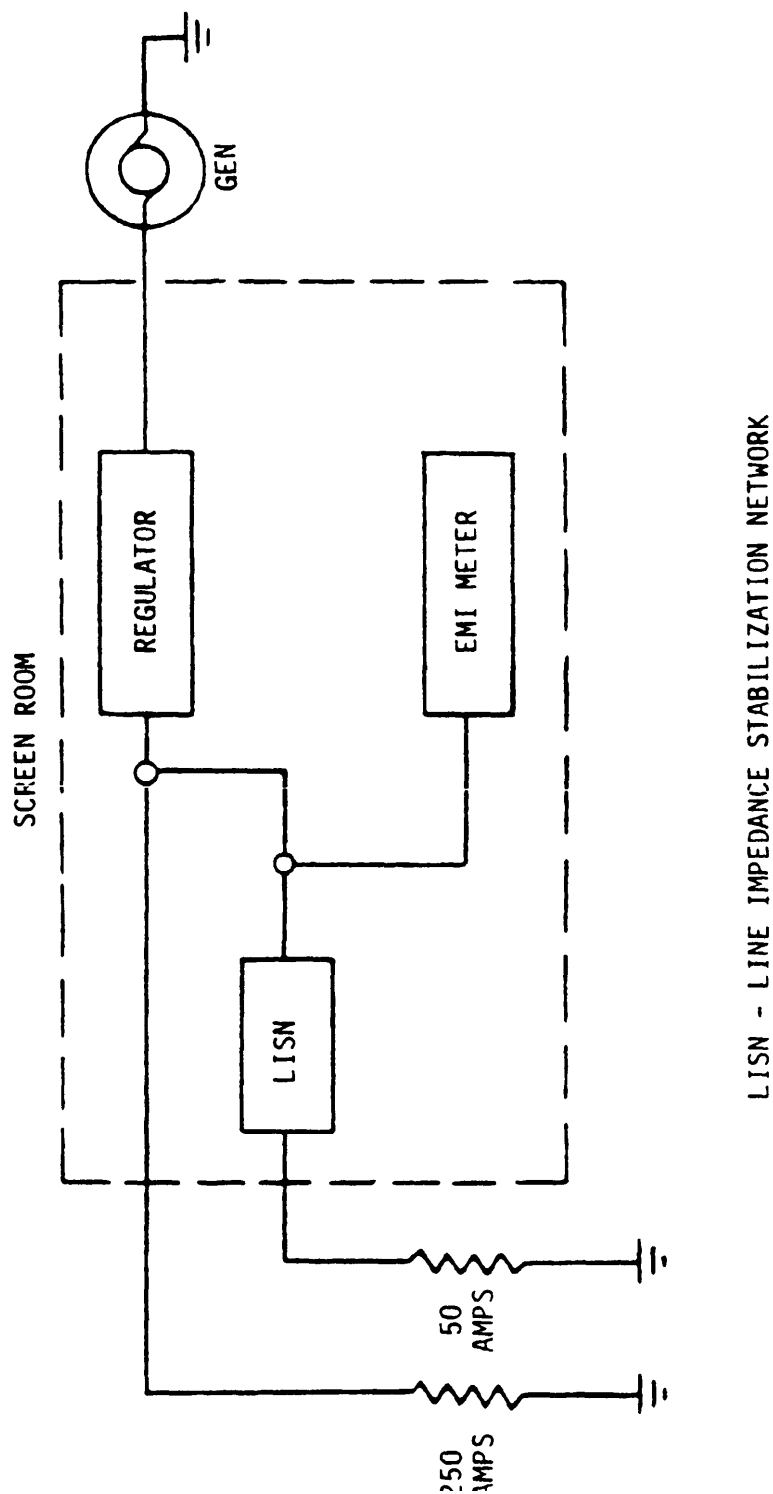 SCREEN ROOM
GEN
REGULATOR
EMI METER
LISN
50
AMPS
250
AMPS
LISN - LINE IMPEDANCE STABILIZATION NETWORK